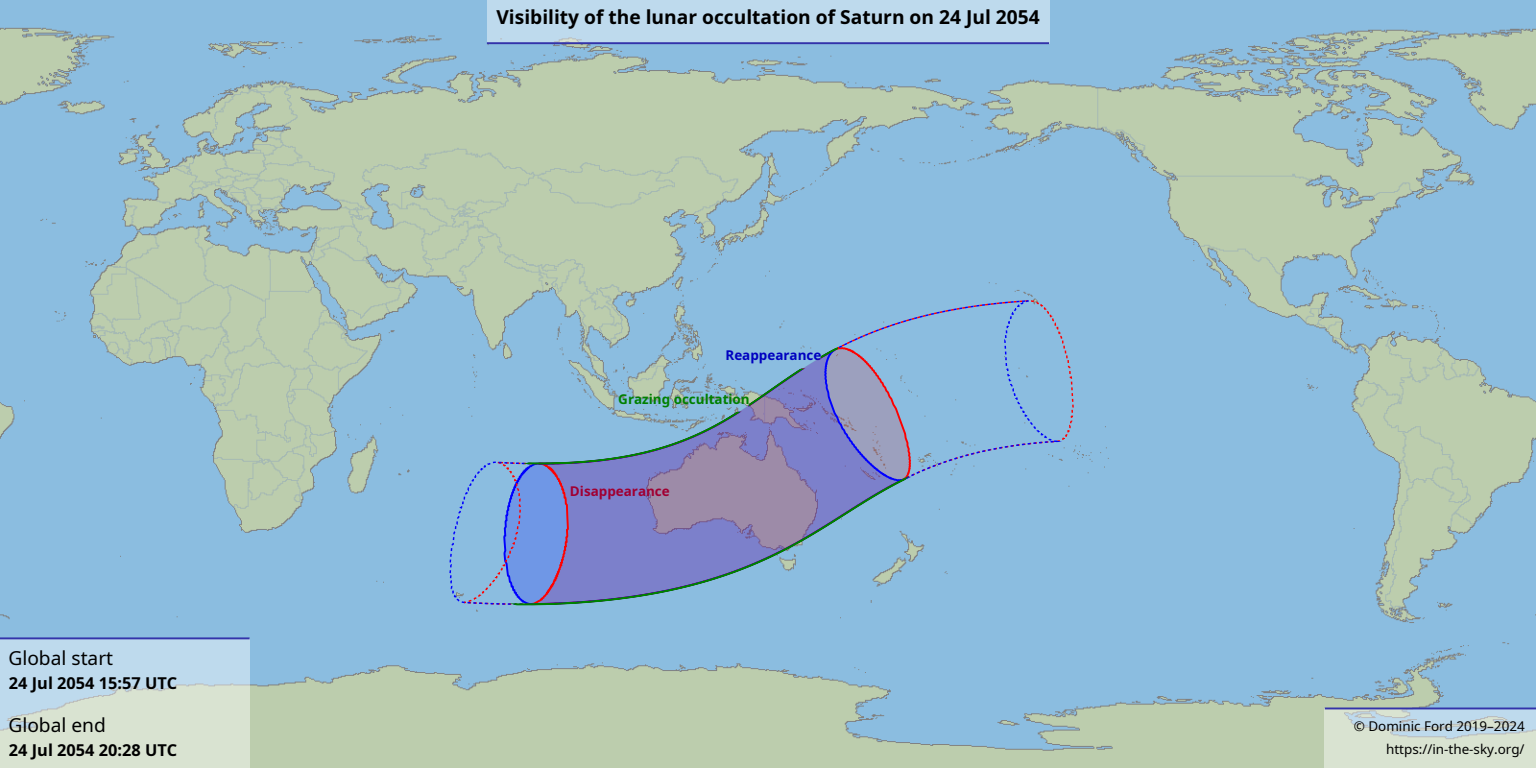 Visibility of the lunar occultation of Saturn on 24 Jul 2054
Reappearance
Grazing occultation
Disappearance
Global start
24 Jul 2054 15:57 UTC
Global end
24 Jul 2054 20:28 UTC
© Dominic Ford 2019–2024
https://in-the-sky.org/